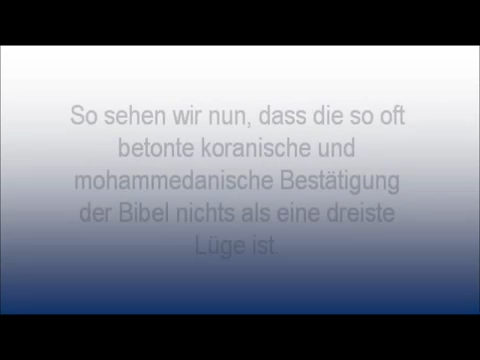 So sehen wir nun, dass die so oft
betonte koranische und
mohammedanische Bestätigung
der Bibel nichts als eine dreiste
Lüge ist.